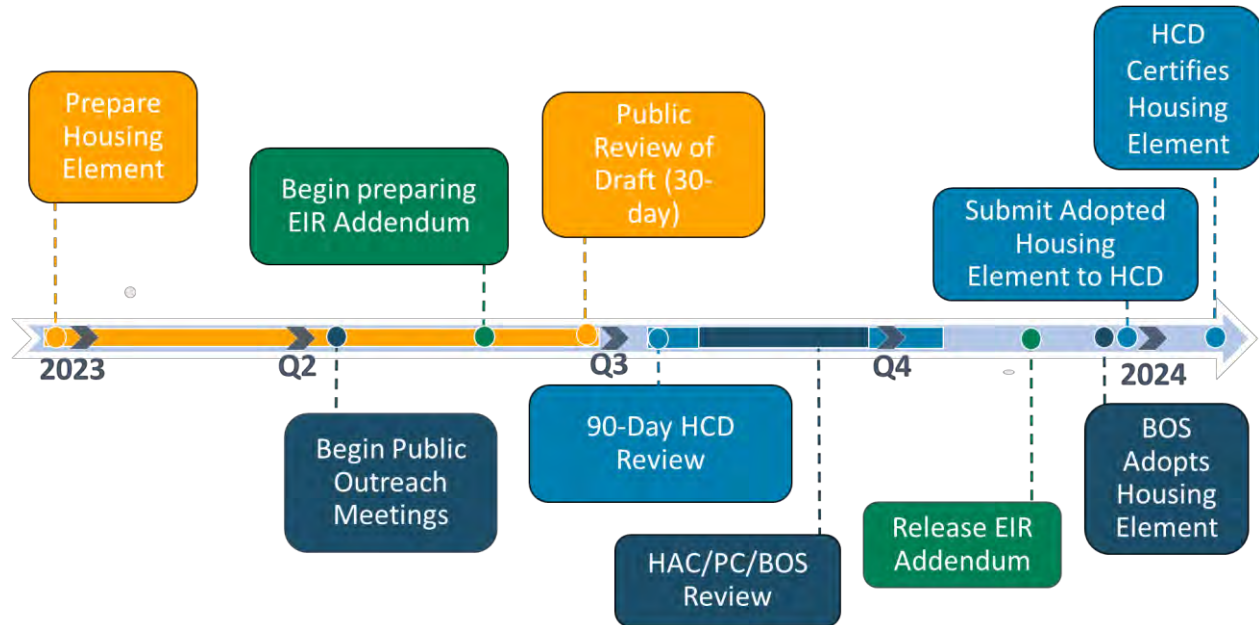 Prepare
Housing
Element
Begin preparing
EIR Addendum
Public
Review of
Draft (30-
day)
HCD
Certifies
Housing
Element
Submit Adopted
Housing
Element to HCD
2023
Q2
Q3
Q4
2024
Begin Public
Outreach
Meetings
90-Day HCD
Review
HAC/PC/BOS
Review
Release EIR
Addendum
BOS
Adopts
Housing
Element